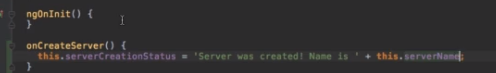 ngOnInit() {
}
onCreateServer() {
this.serverCreationStatus = 'Server was created! Name is ' + this.serverName;
}